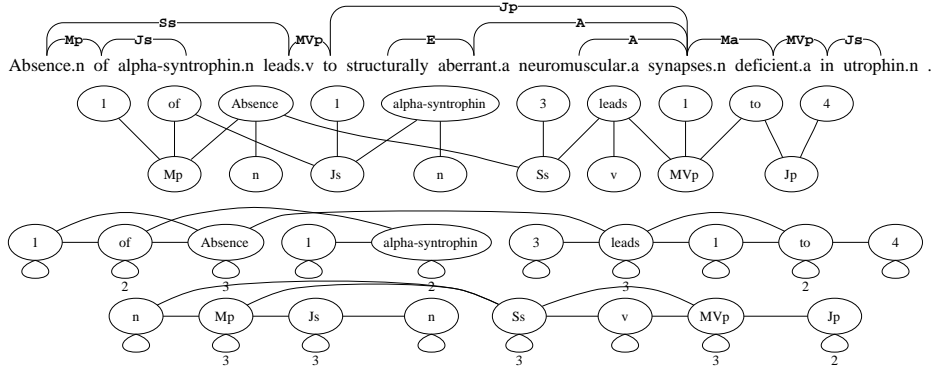 Jp
Ss A
Mp Js MVp E A Ma MVp Js
Absence.n of alpha-syntrophin.n leads.v to structurally aberrant.a neuromuscular.a synapses.n deficient.a in utrophin.n .
1 of Absence 1 alpha-syntrophin 3 leads 1 to 4
Mp n Js n Ss v MVp Jp
1 of Absence 1 alpha-syntrophin 3 leads 1 to 4
2 3 2 3 2
n Mp Js n Ss v MVp Jp
3 3 3 3 2